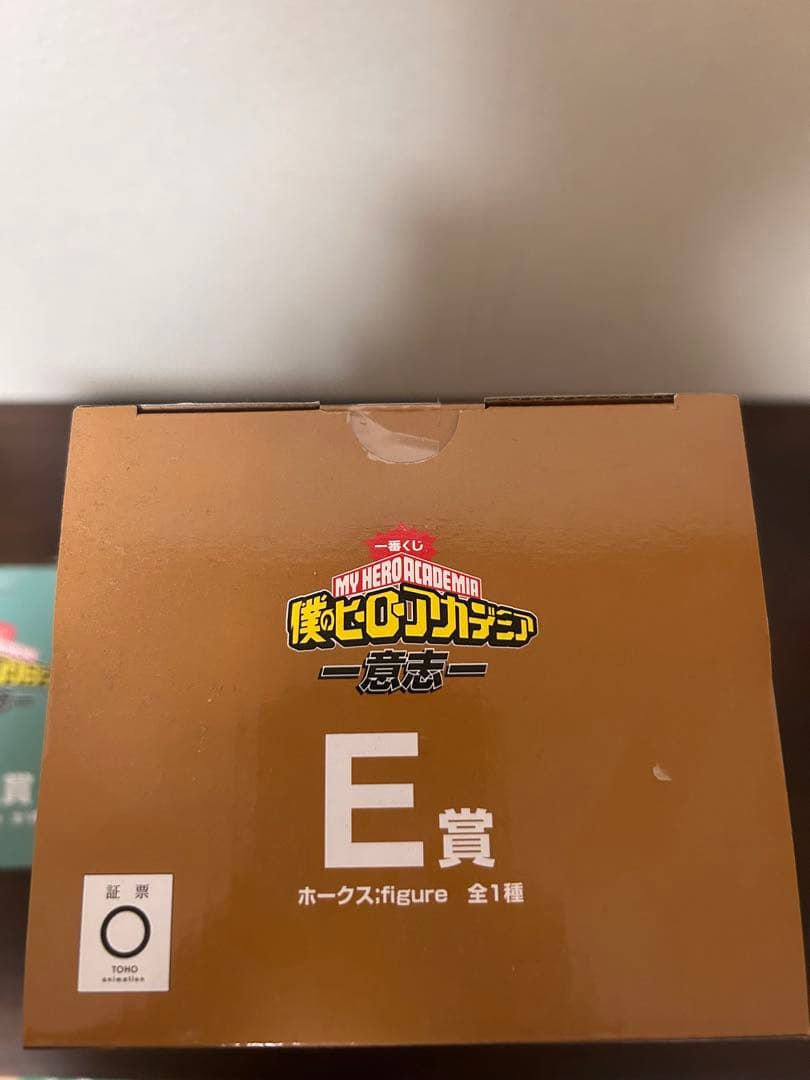 一番くじ
MY HERO ACADEMIA
僕のヒーローアカデミア
ー意志ー
E賞
ホークス;figure 全1種
証 票
TOHO
animation
賞